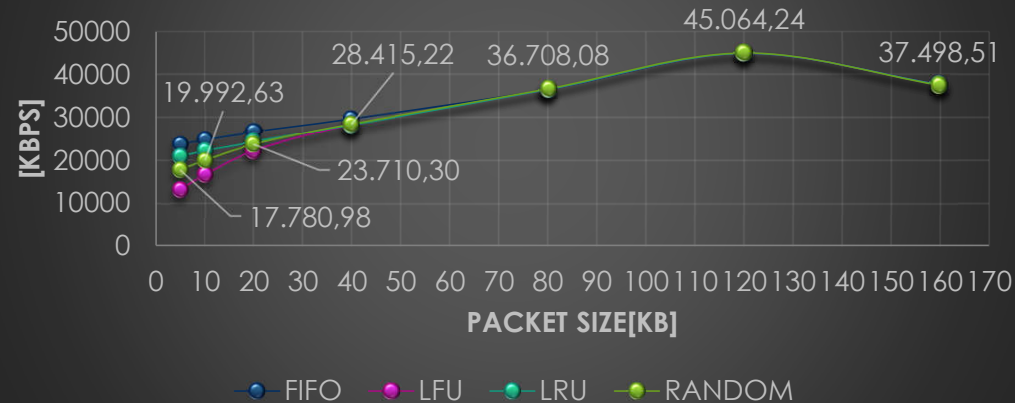 45.064,24
50000
28.415,22 36.708,08 37.498,51
40000
19.992,63
30000
[KBPS]
20000
23.710,30
10000
17.780,98
0
0 10 20 30 40 50 60 70 80 90 100 110 120 130 140 150 160 170
PACKET SIZE[KB]
FIFO LFU LRU RANDOM